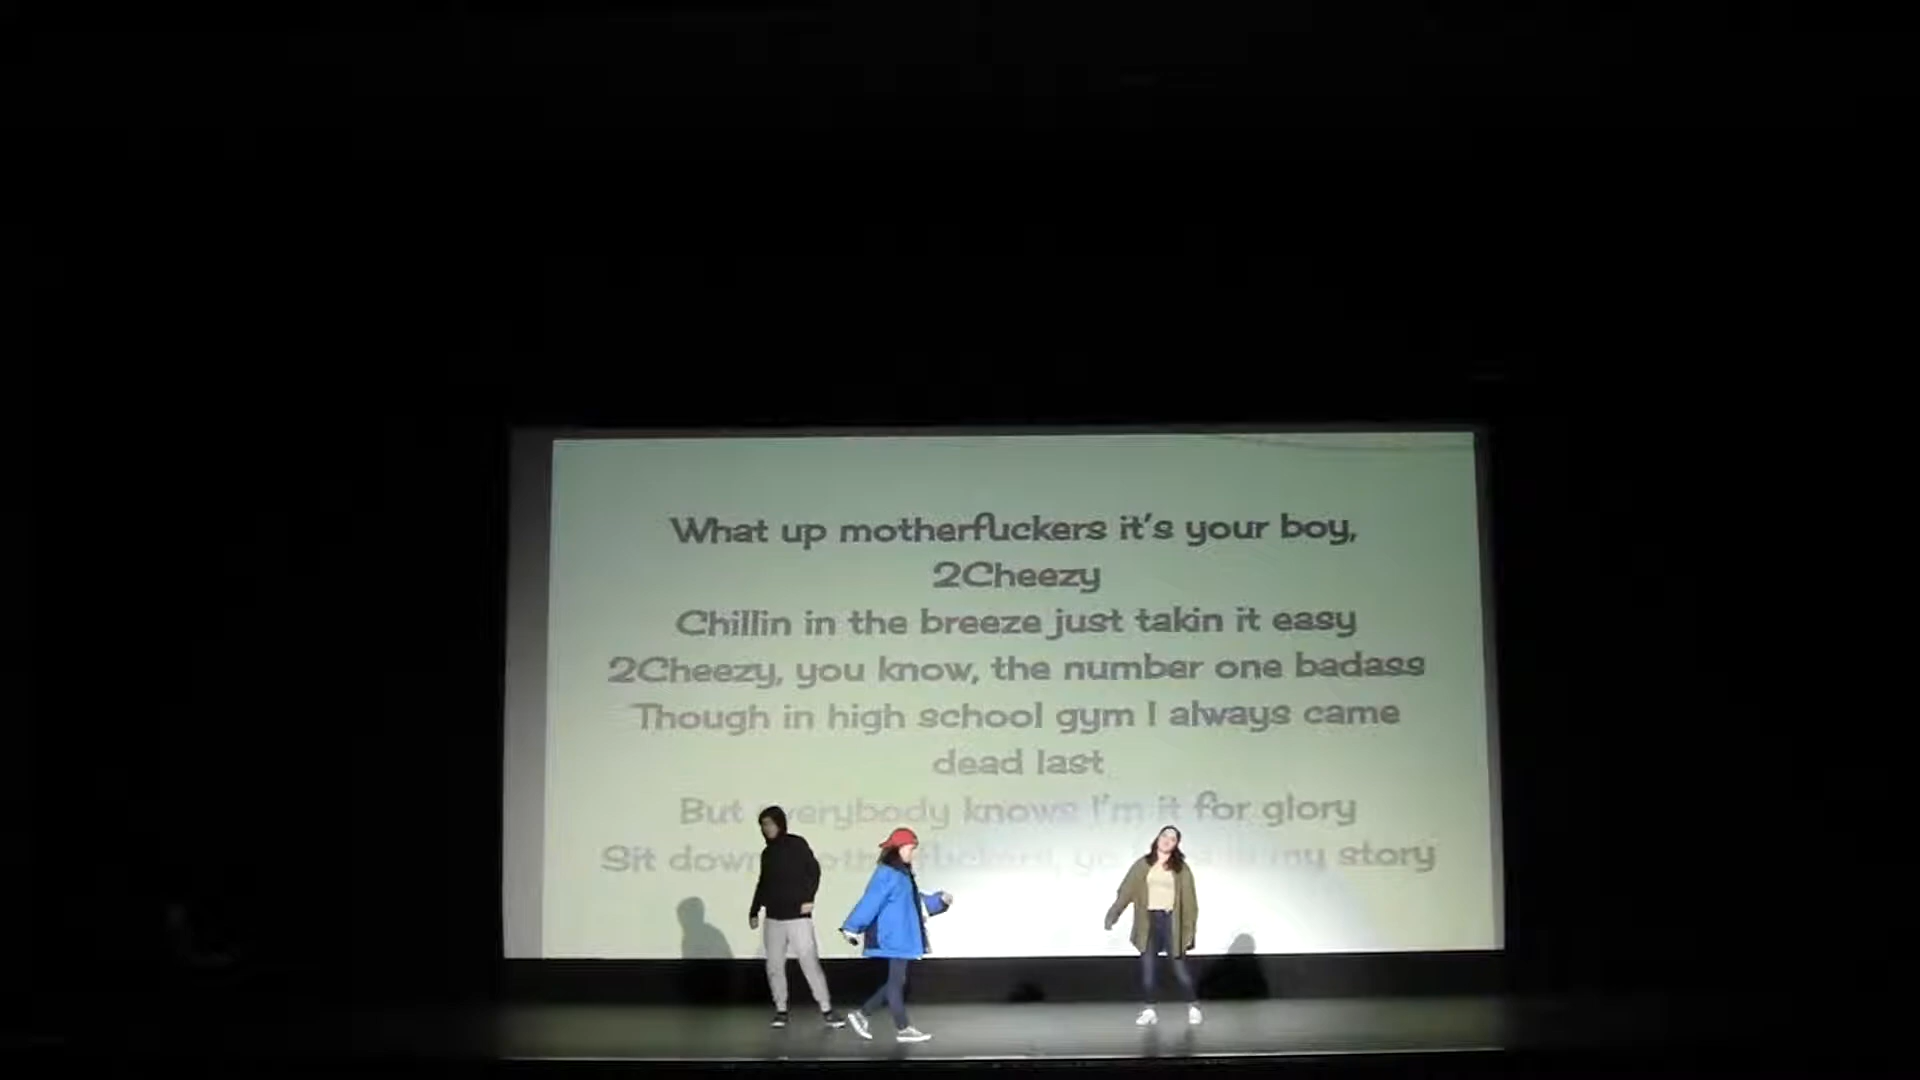 What up motherfuckers it's your boy,
2Cheezy
Chillin in the breeze just takin it easy
2Cheezy, you know, the number one badass
Though in high school gym I always came
dead last
But everybody knows I'm it for glory
Sit down motherfuckers, my story